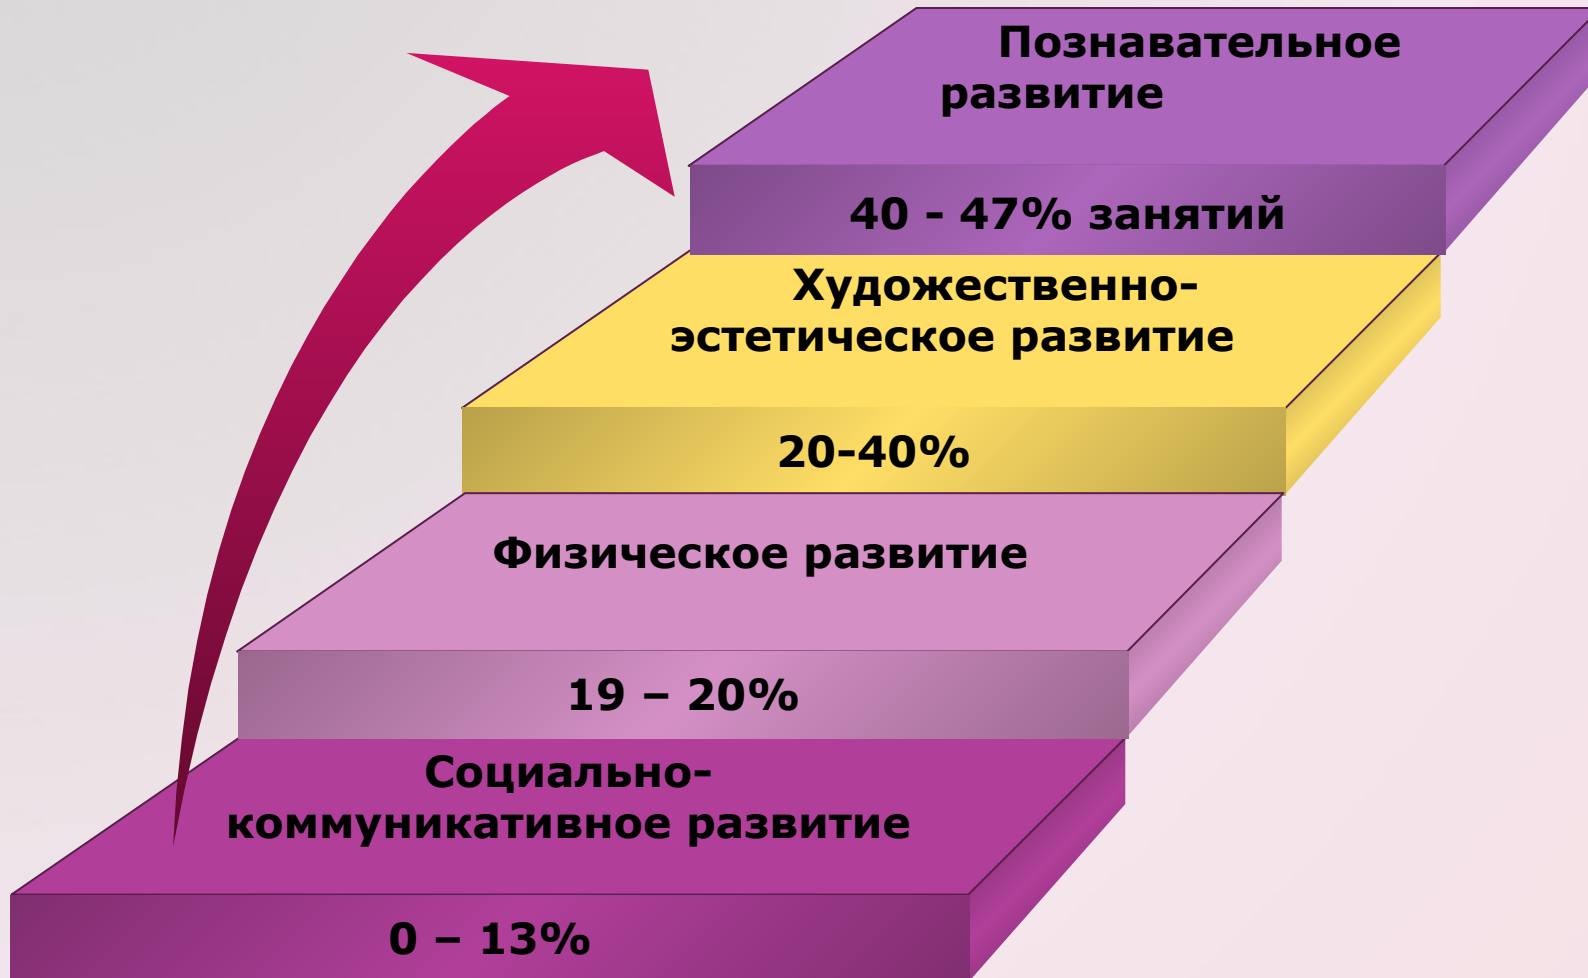 Познавательное
развитие
40 - 47% занятий
Художественно-
эстетическое развитие
20-40%
Физическое развитие
19 – 20%
Социально-
коммуникативное развитие
0 – 13%